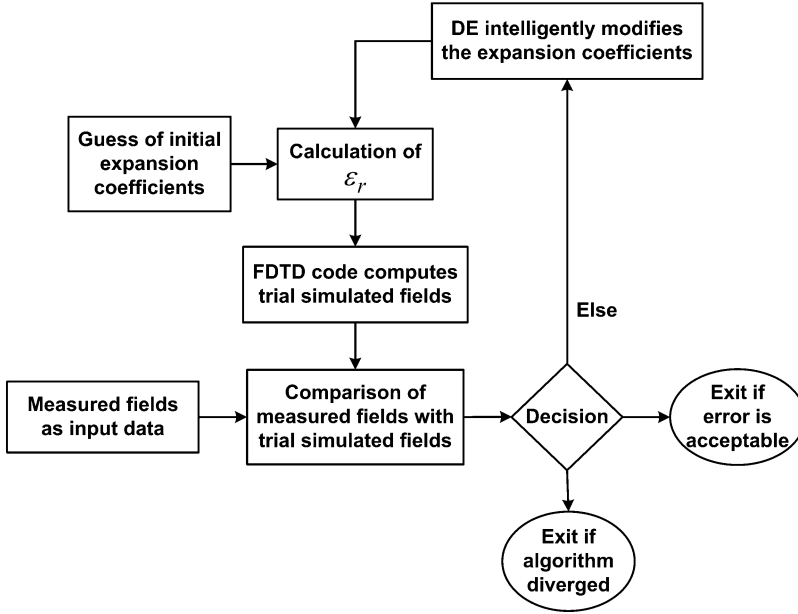 DE intelligently modifies
the expansion coefficients
Guess of initial
expansion
coefficients
Calculation of
εr
FDTD code computes
trial simulated fields
Else
Measured fields
as input data
Comparison of
measured fields with
trial simulated fields
Decision
Exit if
error is
acceptable
Exit if
algorithm
diverged